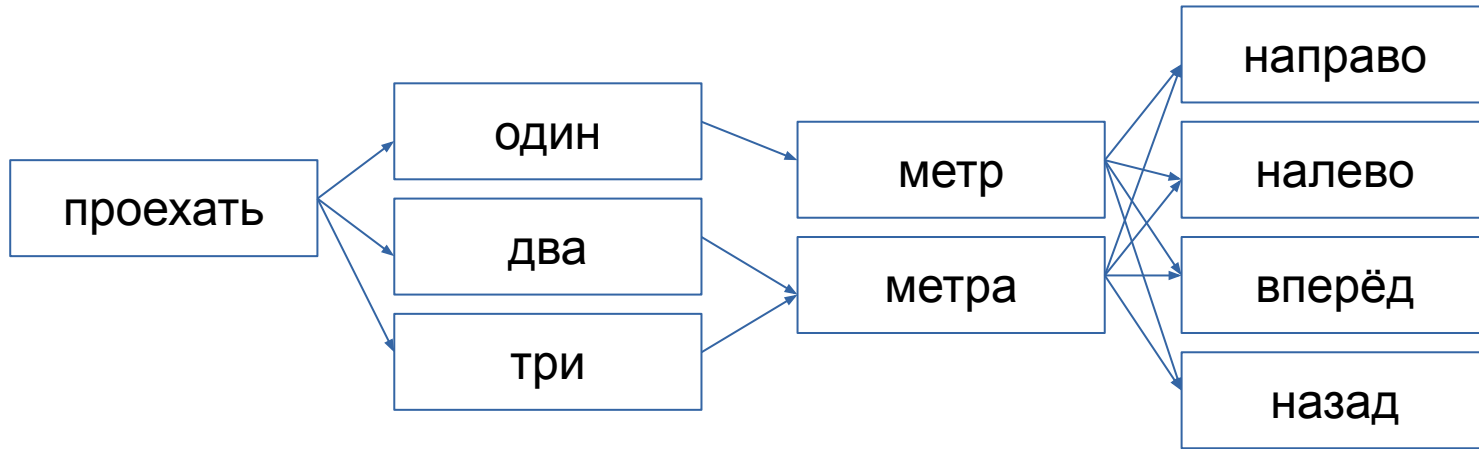 проехать
один
два
три
метр
метра
направо
налево
вперёд
назад